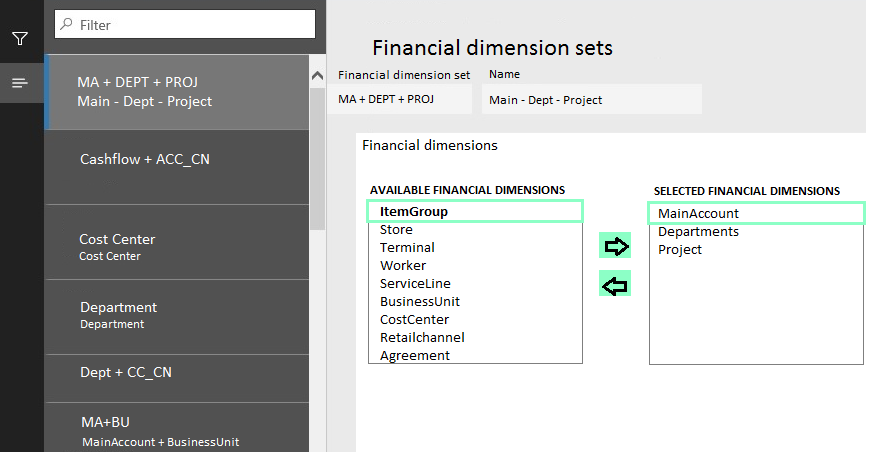 Filter
MA + DEPT + PROJ
Main - Dept - Project
Cashflow + ACC_CN
Cost Center
Cost Center
Department
Department
Dept + CC_CN
MA+BU
MainAccount + BusinessUnit
Financial dimension sets
Financial dimension set
Name
MA + DEPT + PROJ
Main - Dept - Project
Financial dimensions
AVAILABLE FINANCIAL DIMENSIONS
ItemGroup
Store
Terminal
Worker
ServiceLine
BusinessUnit
CostCenter
Retailchannel
Agreement
SELECTED FINANCIAL DIMENSIONS
MainAccount
Departments
Project